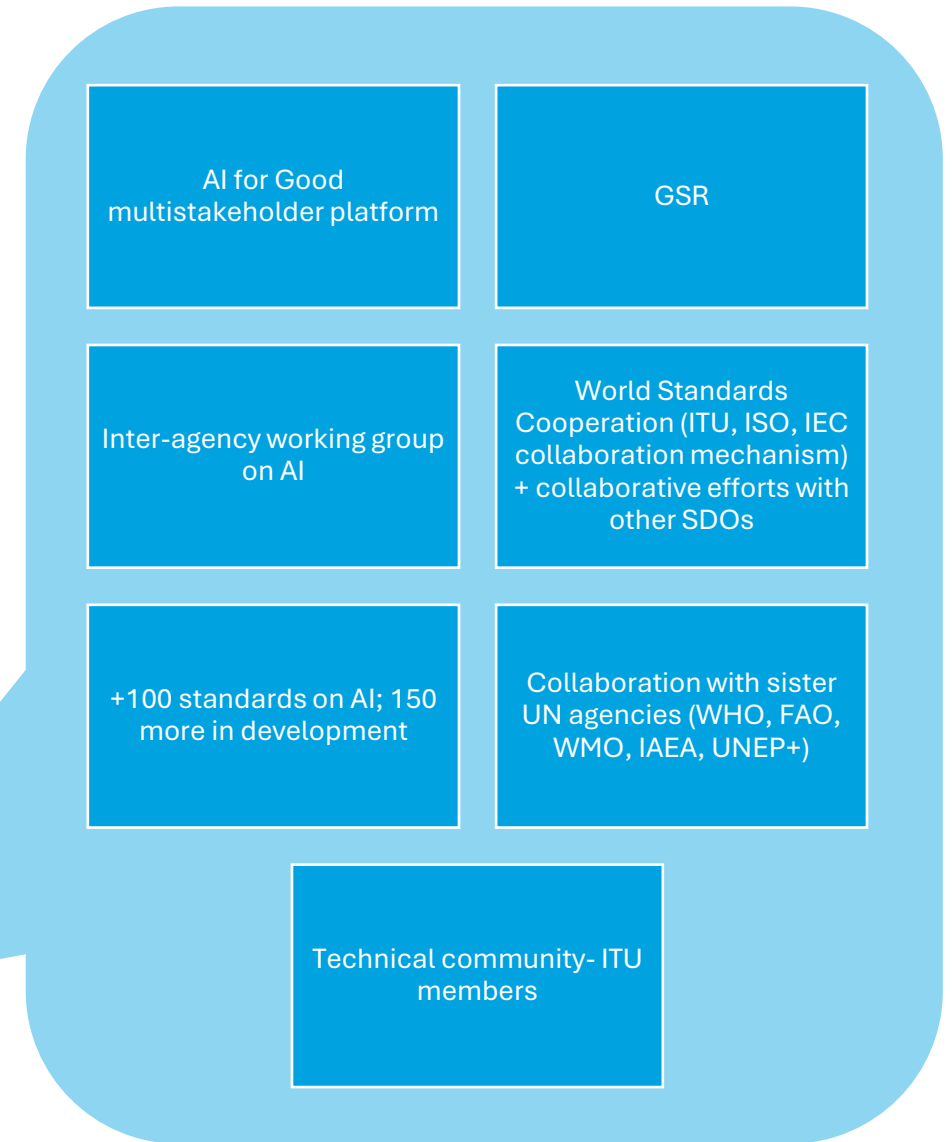 AI for Good
multistakeholder platform
GSR
Inter-agency working group
on AI
World Standards
Cooperation (ITU, ISO, IEC
collaboration mechanism)
+ collaborative efforts with
other SDOs
+100 standards on AI; 150
more in development
Collaboration with sister
UN agencies (WHO, FAO,
WMO, IAEA, UNEP+)
Technical community- ITU
members